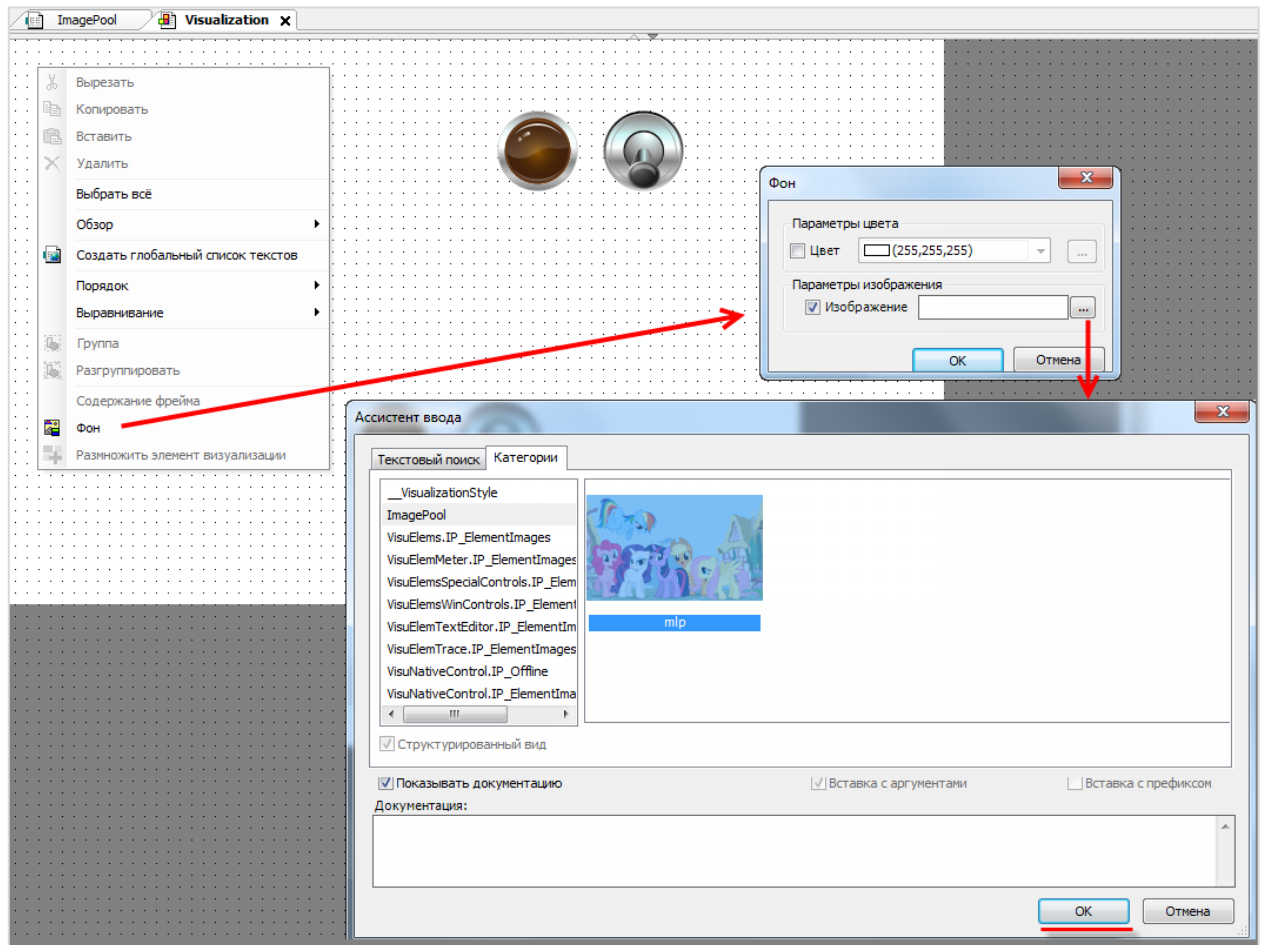 ImagePool
Visualization
Вырезать
Копировать
Вставить
Удалить
Выбрать всё
Обзор
Создать глобальный список текстов
Порядок
Выравнивание
Группа
Разгруппировать
Содержание фрейма
Фон
Размножить элемент визуализации
Фон
Параметры цвета
Цвет (255,255,255) ...
Параметры изображения
Изображение ...
OK Отмена
Ассистент ввода
Текстовый поиск Категории
__VisualizationStyle
ImagePool
VisuElems.IP_ElementImages
VisuElemMeter.IP_ElementImages
VisuElemsSpecialControls.IP_Elem
VisuElemsWinControls.IP_Element
VisuElemTextEditor.IP_ElementIm
VisuElemTrace.IP_ElementImages
VisuNativeControl.IP_Offline
VisuNativeControl.IP_ElementIma
mlp
Структурированный вид
Показывать документацию Вставка с аргументами Вставка с префиксом
Документация:
OK Отмена